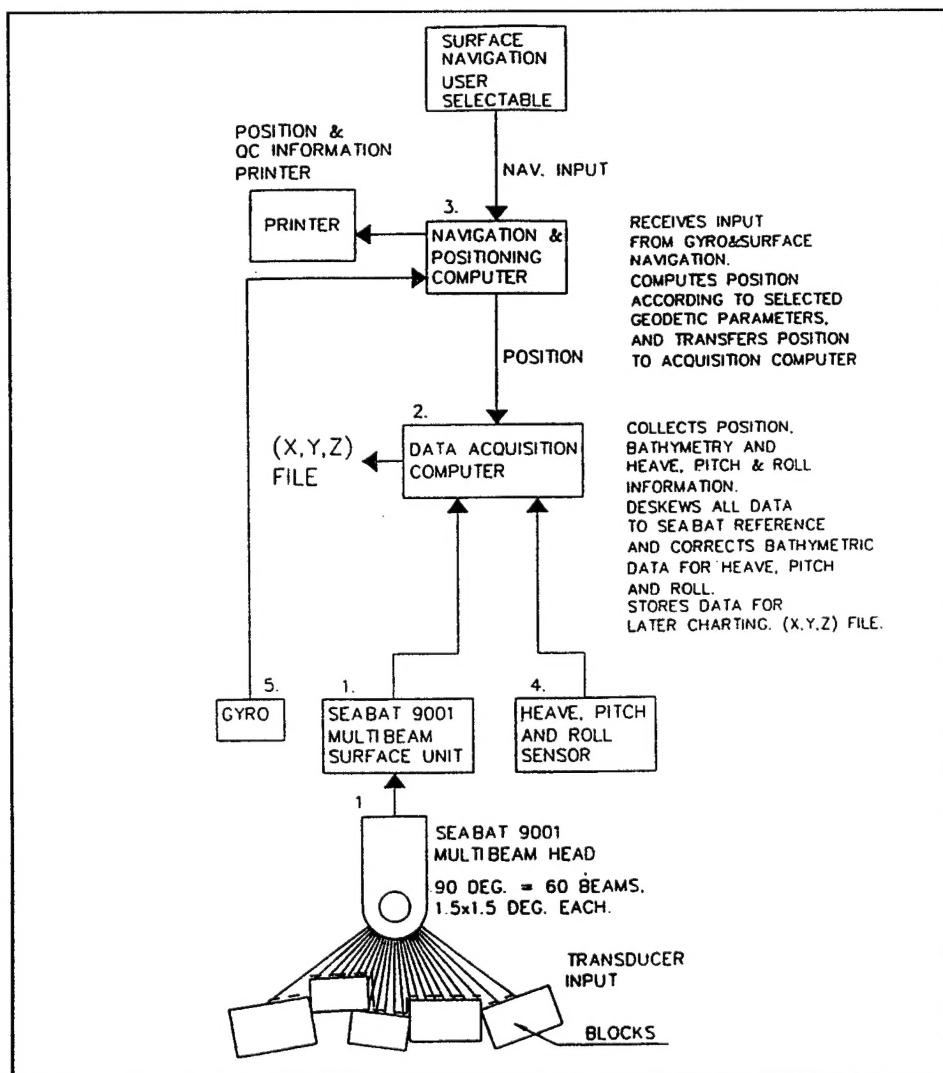 SURFACE
NAVIGATION
USER
SELECTABLE
POSITION &
QC INFORMATION
PRINTER
NAV. INPUT
PRINTER
3.
NAVIGATION &
POSITIONING
COMPUTER
RECEIVES INPUT
FROM GYRO&SURFACE
NAVIGATION.
COMPUTES POSITION
ACCORDING TO SELECTED
GEODETIC PARAMETERS,
AND TRANSFERS POSITION
TO ACQUISITION COMPUTER
POSITION
2.
DATA ACQUISITION
COMPUTER
(X,Y,Z)
FILE
COLLECTS POSITION,
BATHYMETRY AND
HEAVE, PITCH & ROLL
INFORMATION.
DESKEWS ALL DATA
TO SEABAT REFERENCE
AND CORRECTS BATHYMETRIC
DATA FOR HEAVE, PITCH
AND ROLL.
STORES DATA FOR
LATER CHARTING. (X,Y,Z) FILE.
5.
GYRO
1.
SEABAT 9001
MULTIBEAM
SURFACE UNIT
4.
HEAVE, PITCH
AND ROLL
SENSOR
1
SEABAT 9001
MULTIBEAM HEAD
90 DEG. = 60 BEAMS,
1.5x1.5 DEG. EACH.
TRANSDUCER
INPUT
BLOCKS